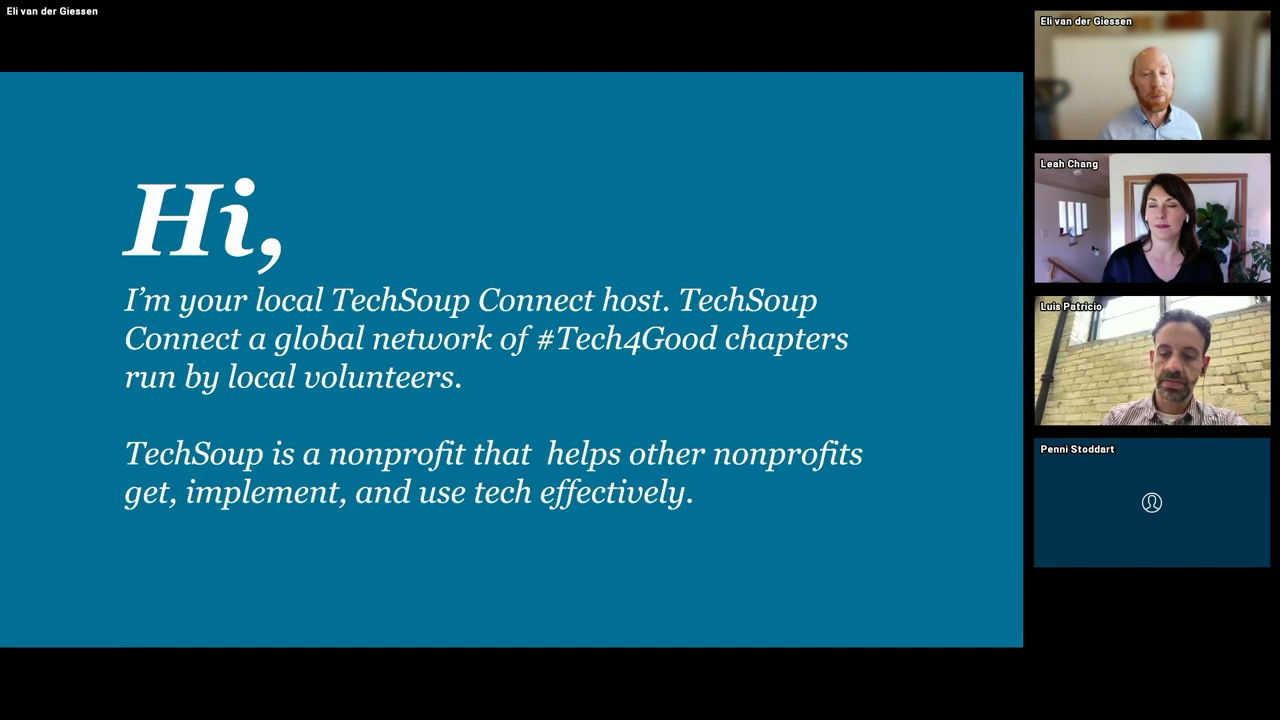 Eli van der Giessen
Hi,
I'm your local TechSoup Connect host. TechSoup
Connect a global network of #Tech4Good chapters
run by local volunteers.
TechSoup is a nonprofit that  helps other nonprofits
get, implement, and use tech effectively.
Eli van der Giessen
Leah Chang
Luis Patricio
Penni Stoddart